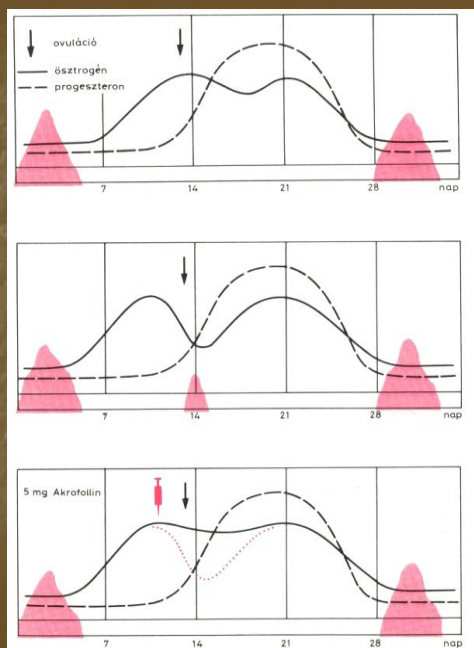 ovuláció
ösztrogén
progeszteron
7 14 21 28 nap
7 14 21 28 nap
5 mg Akrofollin
7 14 21 28 nap